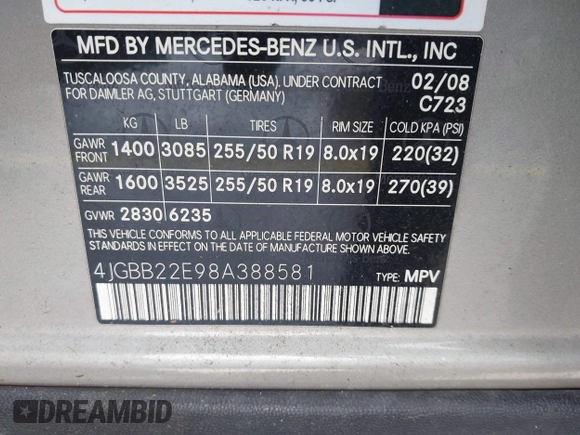 MFD BY MERCEDES-BENZ U.S. INTL., INC
TUSCALOOSA COUNTY, ALABAMA (USA). UNDER CONTRACT 02/08
FOR DAIMLER AG, STUTTGART (GERMANY) C723
KG LB TIRES RIM SIZE COLD KPA (PSI)
GAWR FRONT 1400 3085 255/50 R19 8.0x19 220(32)
GAWR REAR 1600 3525 255/50 R19 8.0x19 270(39)
GVWR 2830 6235
THIS VEHICLE CONFORMS TO ALL APPLICABLE FEDERAL MOTOR VEHICLE SAFETY
STANDARDS IN EFFECT ON THE DATE OF MANUFACTURE SHOWN ABOVE.
4JGBB22E98A388581 TYPE: MPV
DREAMBID